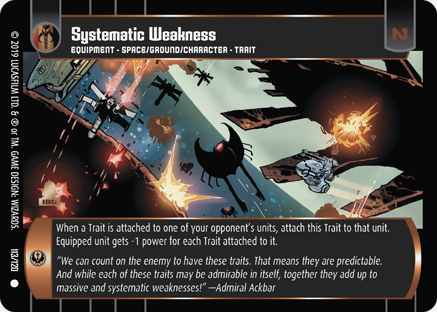 Systematic Weakness
EQUIPMENT - SPACE/GROUND/CHARACTER - TRAIT
When a Trait is attached to one of your opponent's units, attach this Trait to that unit.
Equipped unit gets -1 power for each Trait attached to it.
"We can count on the enemy to have these traits. That means they are predictable.
And while each of these traits may be admirable in itself, together they add up to
massive and systematic weaknesses!" —Admiral Ackbar
© 2019 LUCASFILM LTD. & ® or TM. GAME DESIGN: WIZARDS.